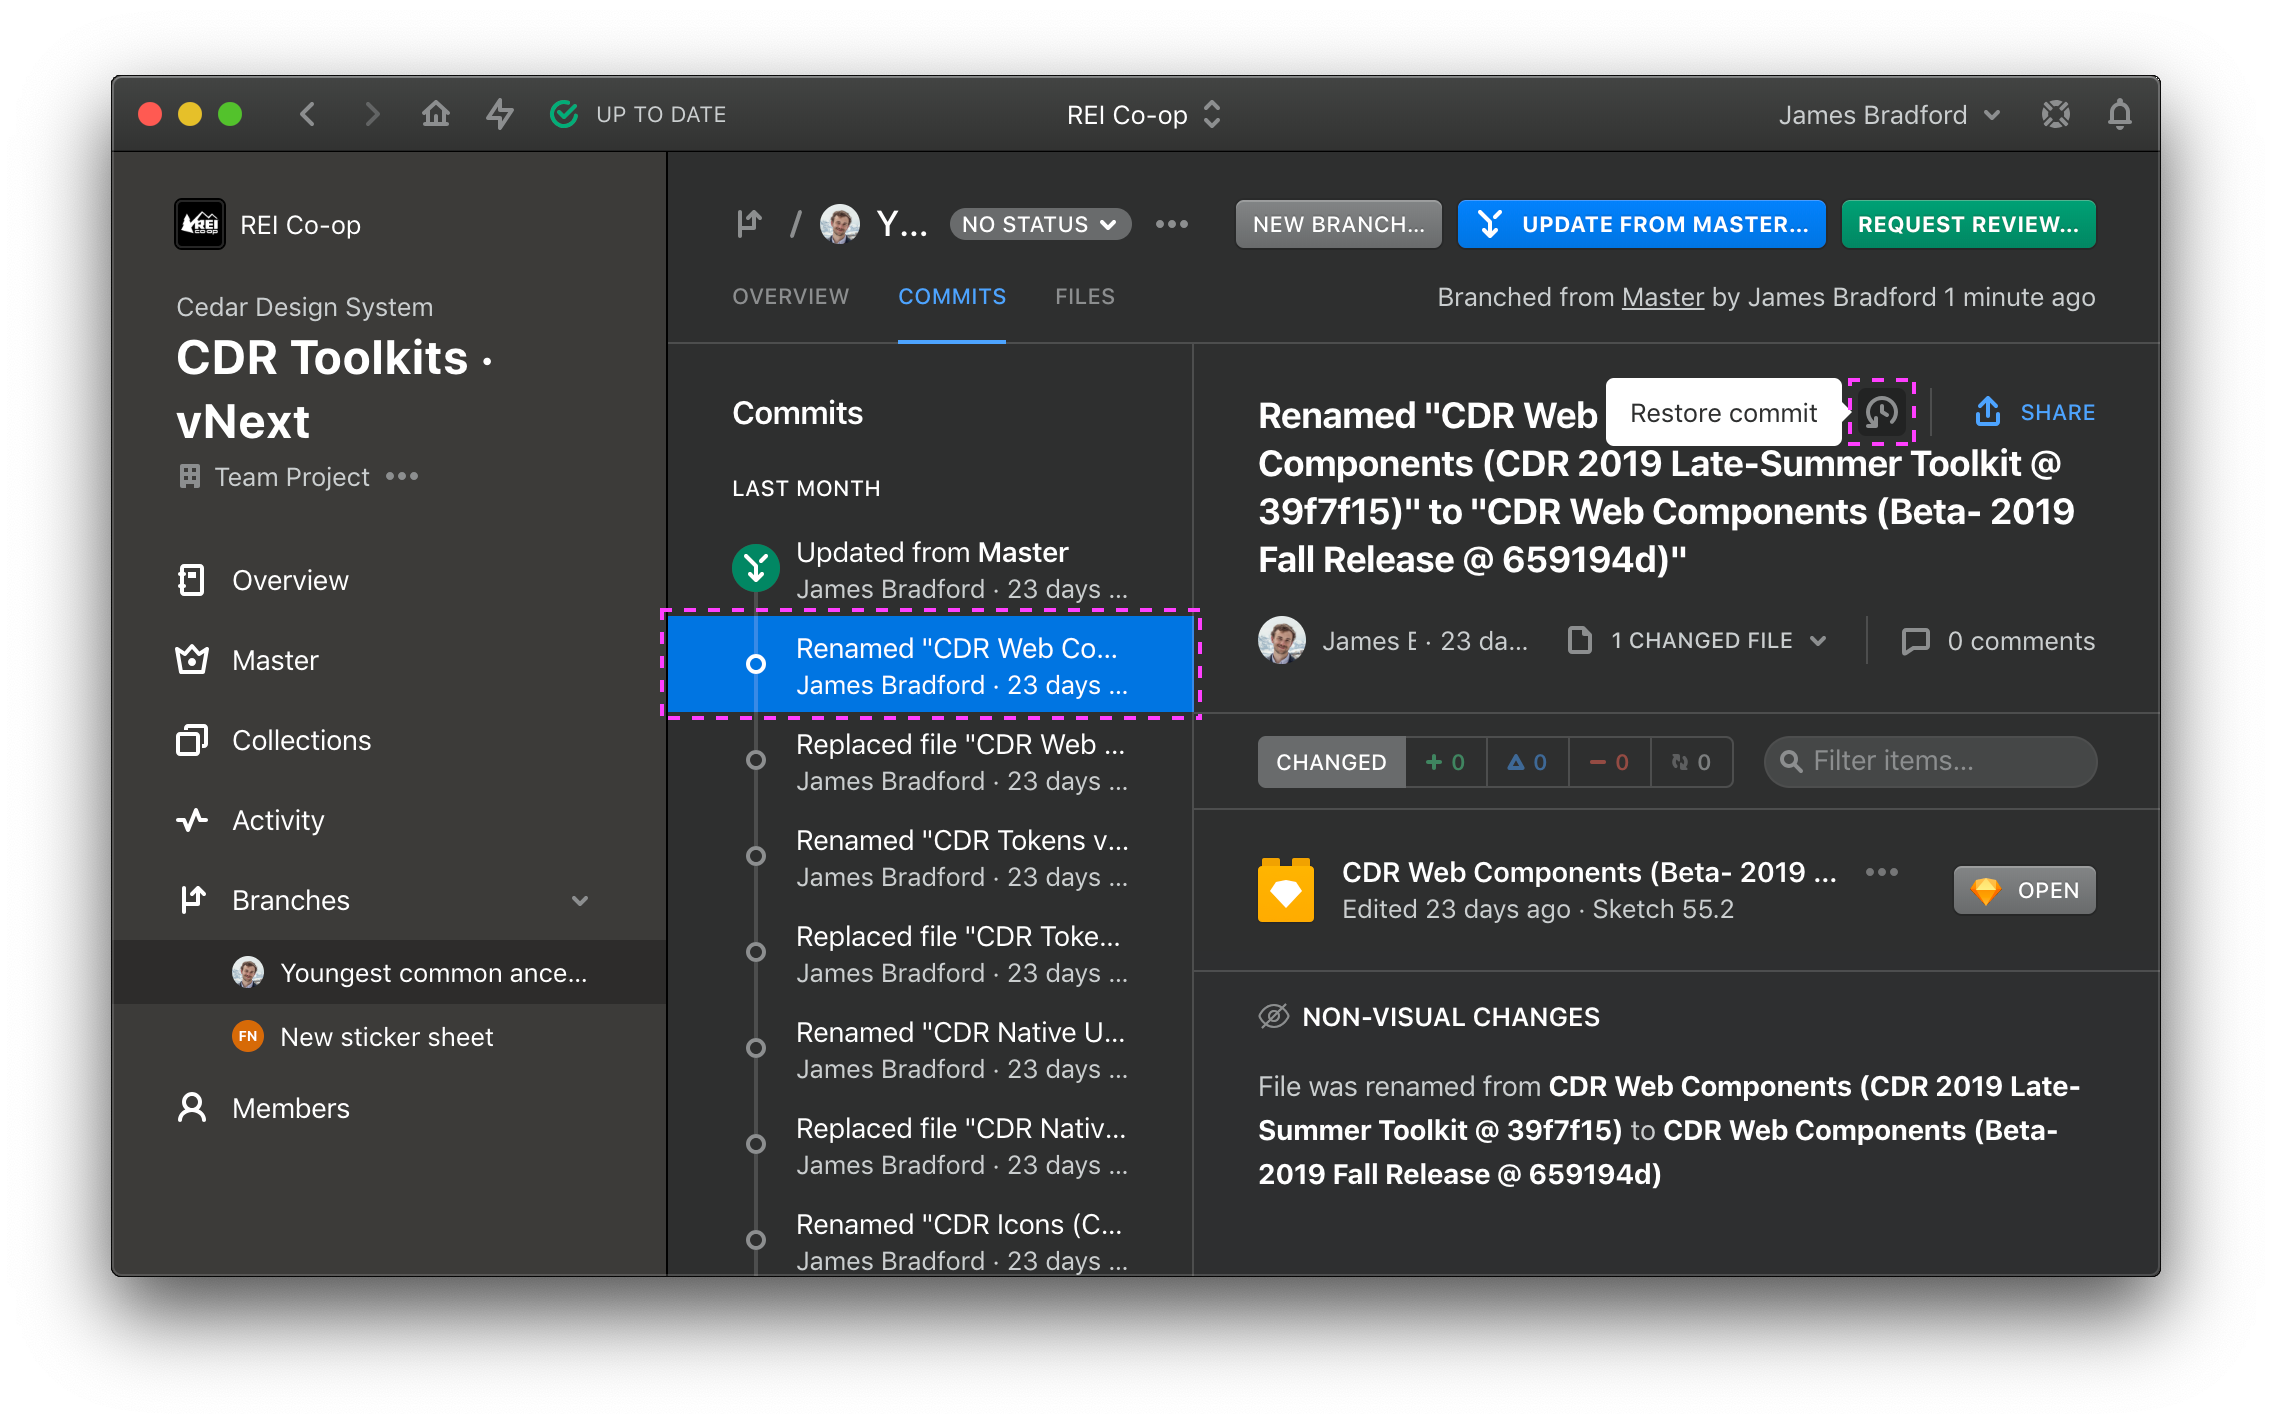 UP TO DATE
REI Co-op
James Bradford
REI
CO-OP
REI Co-op
Cedar Design System
CDR Toolkits ·
vNext
Team Project
Overview
Master
Collections
Activity
Branches
Youngest common ance...
FN
New sticker sheet
Members
/ Y... NO STATUS
NEW BRANCH...
UPDATE FROM MASTER...
REQUEST REVIEW...
OVERVIEW
COMMITS
FILES
Branched from Master by James Bradford 1 minute ago
Commits
LAST MONTH
Updated from Master
James Bradford · 23 days ...
Renamed "CDR Web Co...
James Bradford · 23 days ...
Replaced file "CDR Web ...
James Bradford · 23 days ...
Renamed "CDR Tokens v...
James Bradford · 23 days ...
Replaced file "CDR Toke...
James Bradford · 23 days ...
Renamed "CDR Native U...
James Bradford · 23 days ...
Replaced file "CDR Nativ...
James Bradford · 23 days ...
Renamed "CDR Icons (C...
James Bradford · 23 days ...
Renamed "CDR Web
Restore commit
SHARE
Components (CDR 2019 Late-Summer Toolkit @
39f7f15)" to "CDR Web Components (Beta- 2019
Fall Release @ 659194d)"
James B · 23 da...
1 CHANGED FILE
0 comments
CHANGED
+ 0
0
− 0
0
Filter items...
CDR Web Components (Beta- 2019 ...
Edited 23 days ago · Sketch 55.2
OPEN
NON-VISUAL CHANGES
File was renamed from CDR Web Components (CDR 2019 Late-
Summer Toolkit @ 39f7f15) to CDR Web Components (Beta-
2019 Fall Release @ 659194d)